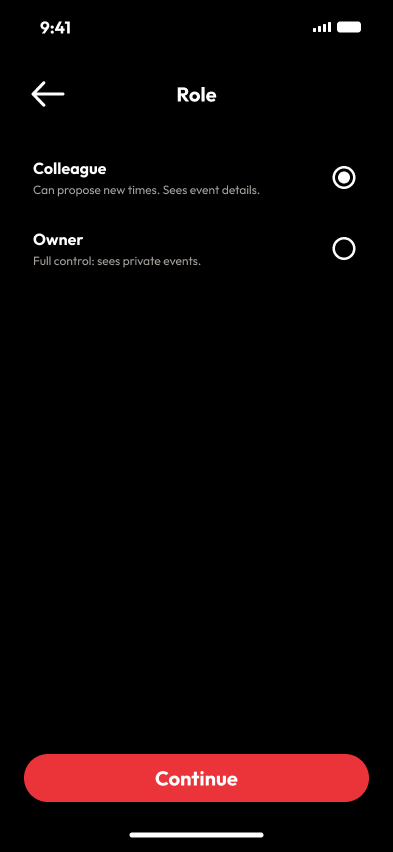 9:41
Role
Colleague
Can propose new times. Sees event details.
Owner
Full control: sees private events.
Continue